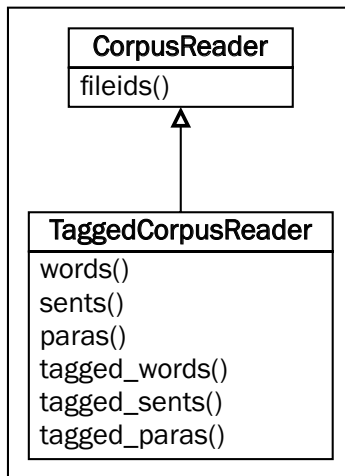 CorpusReader
fileids()
TaggedCorpusReader
words()
sents()
paras()
tagged_words()
tagged_sents()
tagged_paras()